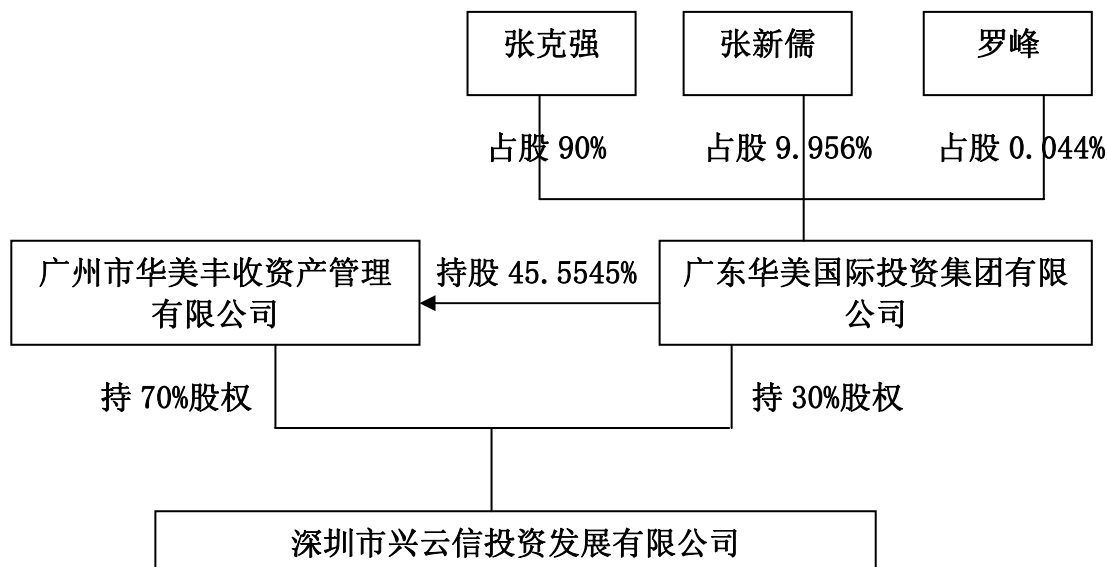 张克强
张新儒
罗峰
占股 90%
占股 9.956%
占股 0.044%
广州市华美丰收资产管理
有限公司
持股 45.5545%
广东华美国际投资集团有限
公司
持 70%股权
持 30%股权
深圳市兴云信投资发展有限公司